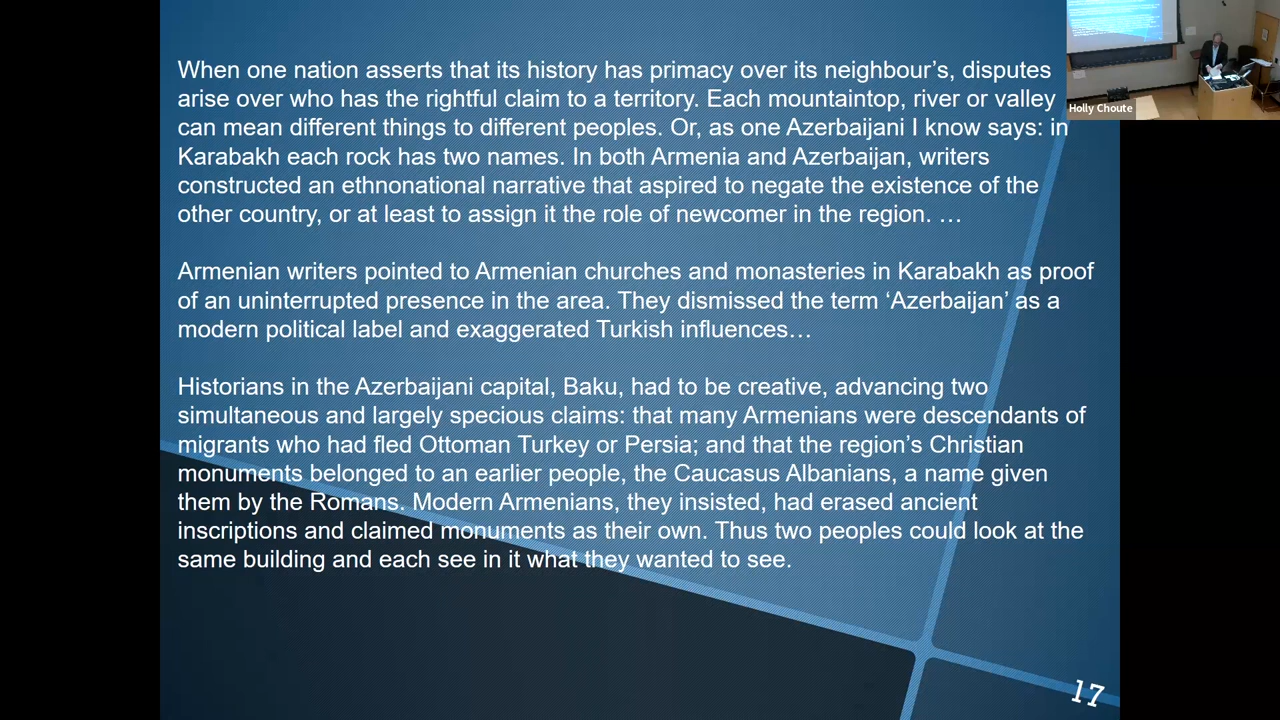 When one nation asserts that its history has primacy over its neighbour's, disputes
arise over who has the rightful claim to a territory. Each mountaintop, river or valley
can mean different things to different peoples. Or, as one Azerbaijani I know says: in
Karabakh each rock has two names. In both Armenia and Azerbaijan, writers
constructed an ethnonational narrative that aspired to negate the existence of the
other country, or at least to assign it the role of newcomer in the region. …
Armenian writers pointed to Armenian churches and monasteries in Karabakh as proof
of an uninterrupted presence in the area. They dismissed the term ‘Azerbaijan’ as a
modern political label and exaggerated Turkish influences…
Historians in the Azerbaijani capital, Baku, had to be creative, advancing two
simultaneous and largely specious claims: that many Armenians were descendants of
migrants who had fled Ottoman Turkey or Persia; and that the region’s Christian
monuments belonged to an earlier people, the Caucasus Albanians, a name given
them by the Romans. Modern Armenians, they insisted, had erased ancient
inscriptions and claimed monuments as their own. Thus two peoples could look at the
same building and each see in it what they wanted to see.
17
Holly Choute